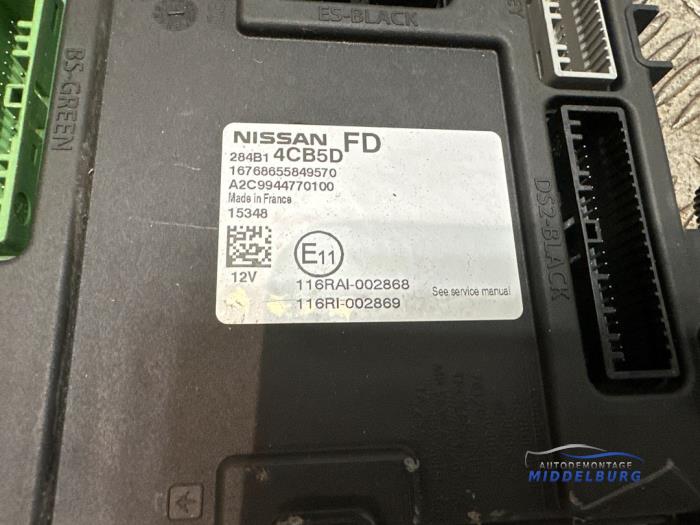 ES-BLACK
BS-GREEN
NISSAN FD
284B1 4CB5D
16768655849570
A2C9944770100
Made in France
15348
12V
E11
116RAI-002868
116RI-002869
See service manual
DS2-BLACK
AUTODEMONTAGE
MIDDELBURG